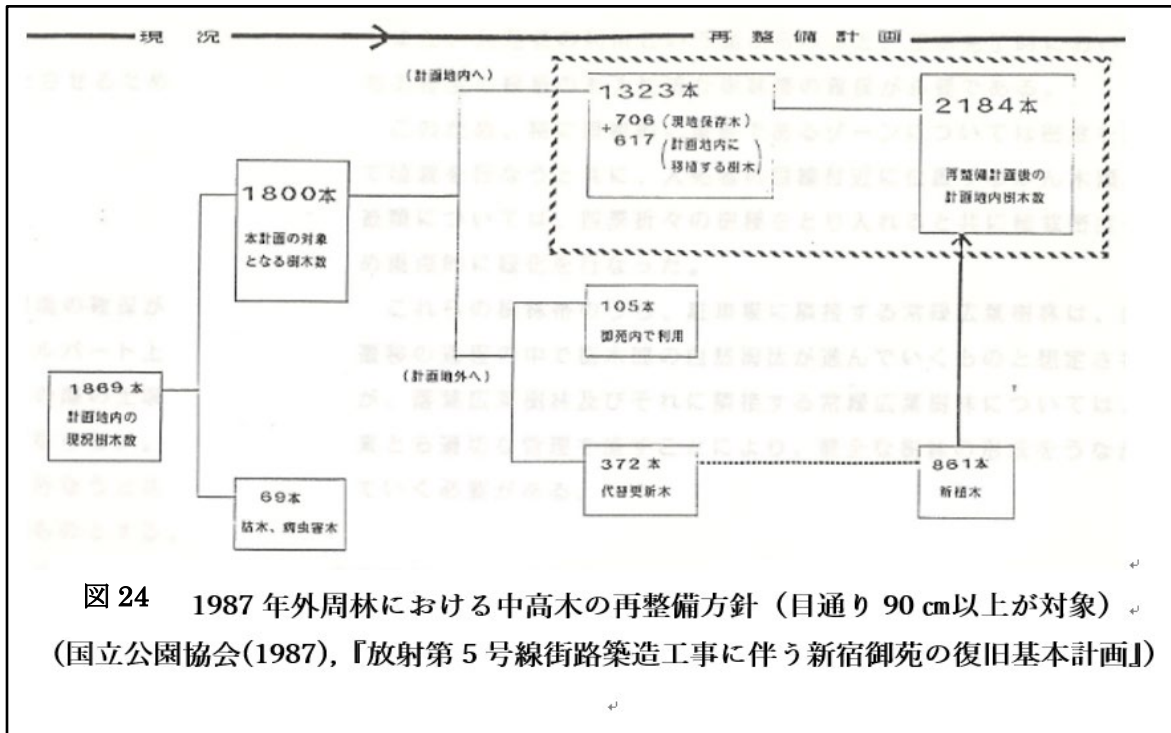 現況
再整備計画
(計画地内へ)
1323本
+706(現地保存木)
617(計画地内に
移植する樹木)
2184本
再整備計画後の
計画地内樹木数
1800本
本計画の対象
となる樹木数
105本
御苑内で利用
(計画地外へ)
1869本
計画地内の
現況樹木数
372本
代替更新木
861本
新植木
69本
枯木、病虫害木
図24 1987年外周林における中高木の再整備方針(目通り90㎝以上が対象)
(国立公園協会(1987),『放射第5号線街路築造工事に伴う新宿御苑の復旧基本計画』)